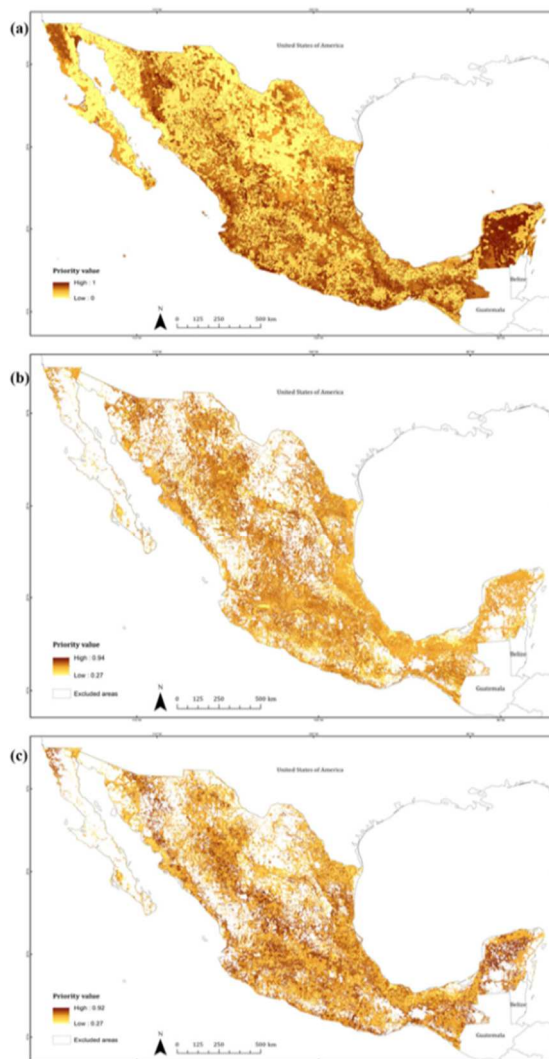 (a)
United States of America
Priority value
High : 1
Low : 0
N
0 125 250 500 km
Belize
Guatemala
(b)
United States of America
Priority value
High : 0.94
Low : 0.27
Excluded areas
N
0 125 250 500 km
Belize
Guatemala
(c)
United States of America
Priority value
High : 0.92
Low : 0.27
Excluded areas
N
0 125 250 500 km
Belize
Guatemala